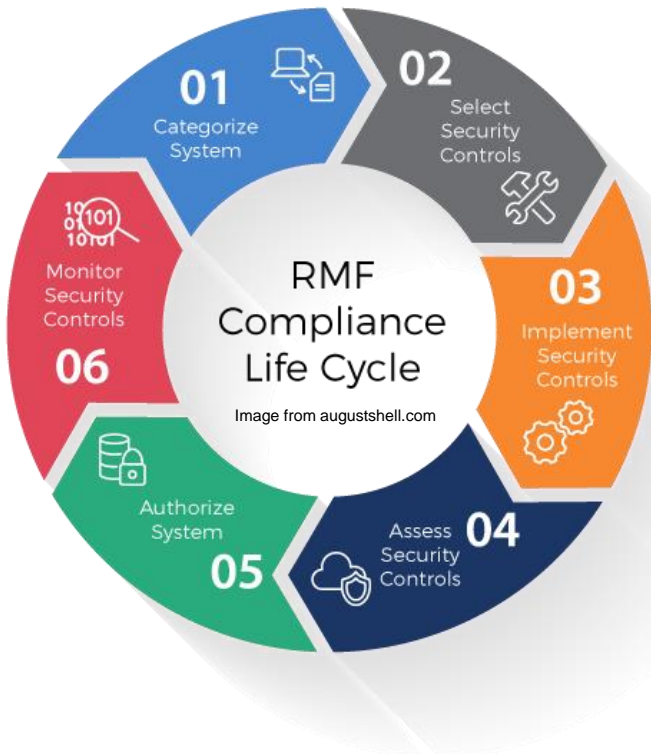 01
Categorize
System
02
Select
Security
Controls
03
Implement
Security
Controls
04
Assess
Security
Controls
05
Authorize
System
06
Monitor
Security
Controls
101
RMF
Compliance
Life Cycle
Image from augustshell.com